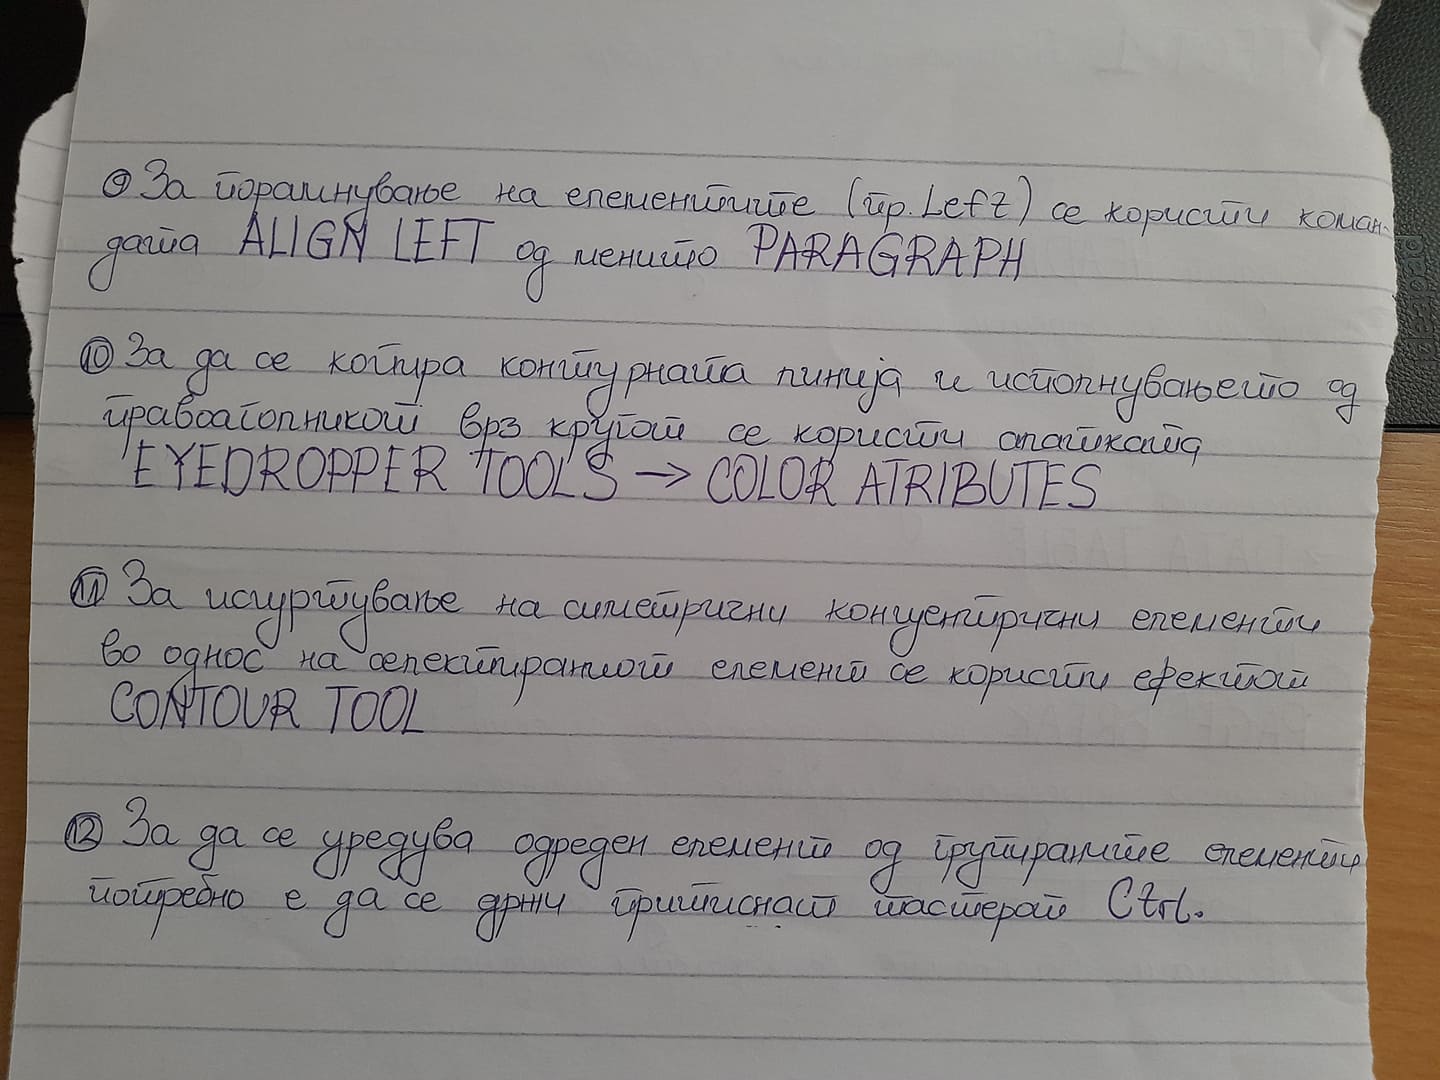 ⑨ За порамнување на елементите (пр. Left) се користи коман-
дата ALIGN LEFT од менито PARAGRAPH
⑩ За да се копира контурната линија и исполнувањето од
правоаголникот врз кругот се користи алатката
EYEDROPPER TOOLS → COLOR ATRIBUTES
⑪ За исцртување на симетрични концентрични елементи
во однос на селектираниот елемент се користи ефектот
CONTOUR TOOL
⑫ За да се уредува одреден елемент од групираните елементи
потребно е да се држи притиснат тастерот Ctrl.